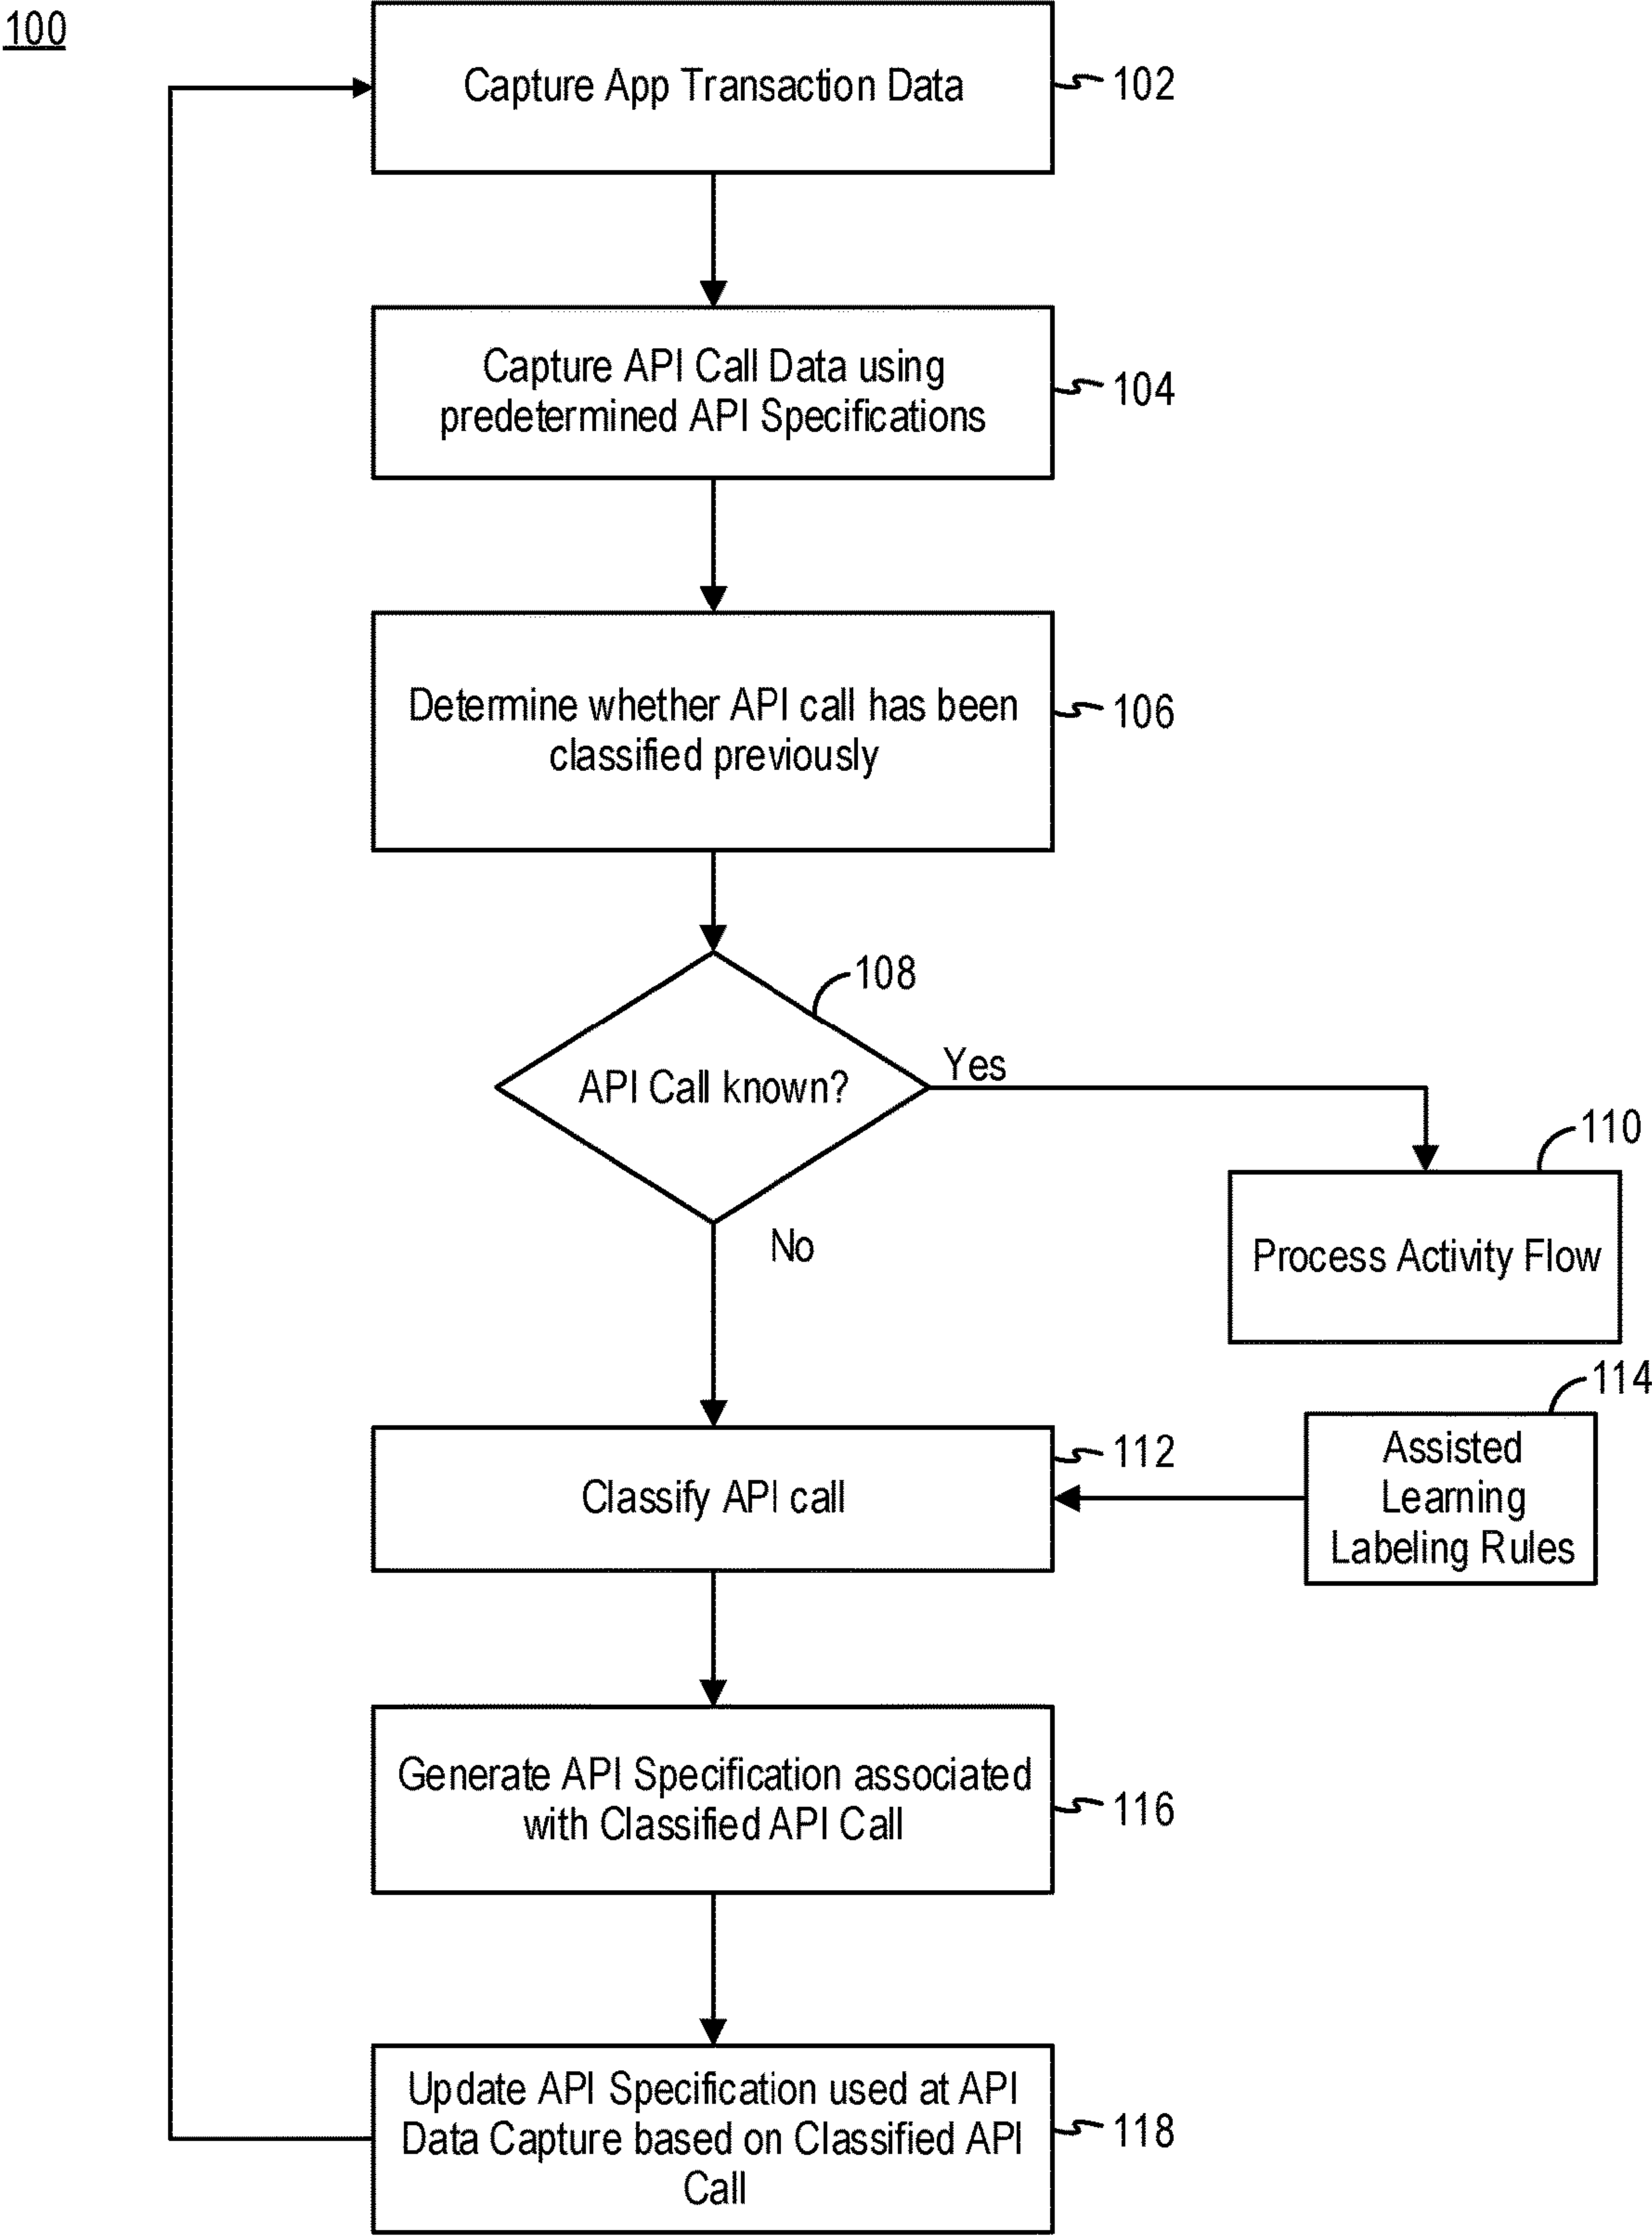 100
Capture App Transaction Data
102
Capture API Call Data using
predetermined API Specifications
104
Determine whether API call has been
classified previously
106
108
API Call known?
Yes
No
110
Process Activity Flow
114
Assisted
Learning
Labeling Rules
112
Classify API call
Generate API Specification associated
with Classified API Call
116
Update API Specification used at API
Data Capture based on Classified API
Call
118